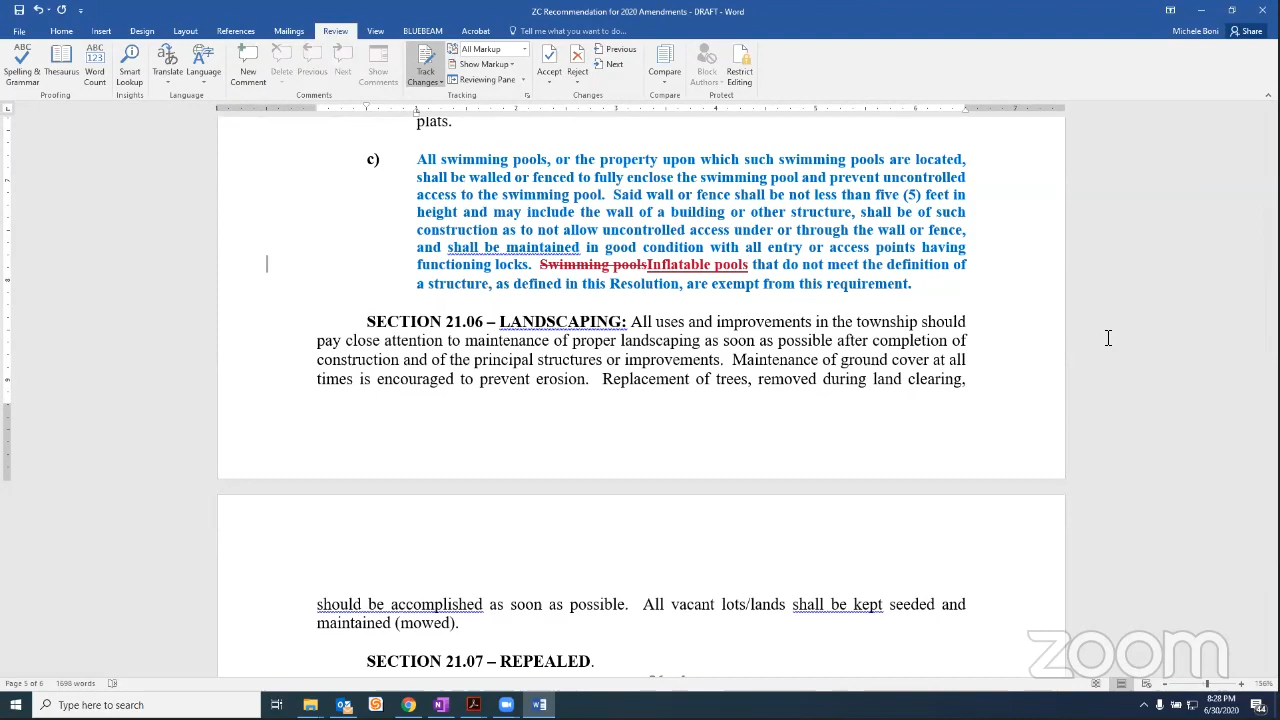 ZC Recommendation for 2020 Amendments - DRAFT - Word
File Home Insert Design Layout References Mailings Review View BLUEBEAM Acrobat Tell me what you want to do... Michele Boni Share
ABC Spelling & Grammar
Thesaurus
ABC 123 Word Count
Smart Lookup
Translate
Language
New Comment
Delete
Previous
Next
Show Comments
Track Changes
All Markup
Show Markup
Reviewing Pane
Accept
Reject
Previous
Next
Compare
Block Authors
Restrict Editing
Proofing Insights Language Comments Tracking Changes Compare Protect
plats.
c) All swimming pools, or the property upon which such swimming pools are located,
shall be walled or fenced to fully enclose the swimming pool and prevent uncontrolled
access to the swimming pool. Said wall or fence shall be not less than five (5) feet in
height and may include the wall of a building or other structure, shall be of such
construction as to not allow uncontrolled access under or through the wall or fence,
and shall be maintained in good condition with all entry or access points having
functioning locks. Swimming poolsInflatable pools that do not meet the definition of
a structure, as defined in this Resolution, are exempt from this requirement.
SECTION 21.06 – LANDSCAPING: All uses and improvements in the township should
pay close attention to maintenance of proper landscaping as soon as possible after completion of
construction and of the principal structures or improvements. Maintenance of ground cover at all
times is encouraged to prevent erosion. Replacement of trees, removed during land clearing,
should be accomplished as soon as possible. All vacant lots/lands shall be kept seeded and
maintained (mowed).
SECTION 21.07 – REPEALED.
zoom
Page 5 of 6 1698 words 156%
Type here to search
8:28 PM
6/30/2020